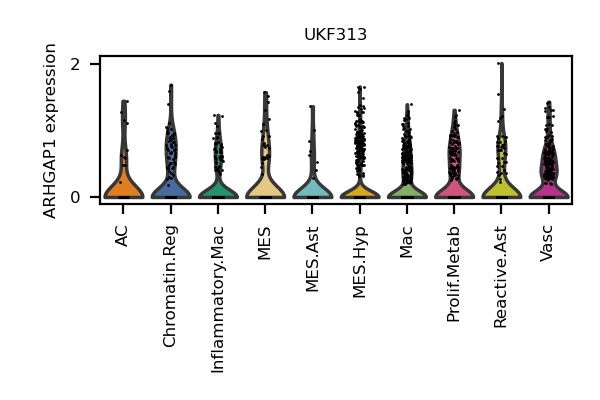 UKF313
ARHGAP1 expression
2
0
AC
Chromatin.Reg
Inflammatory.Mac
MES
MES.Ast
MES.Hyp
Mac
Prolif.Metab
Reactive.Ast
Vasc